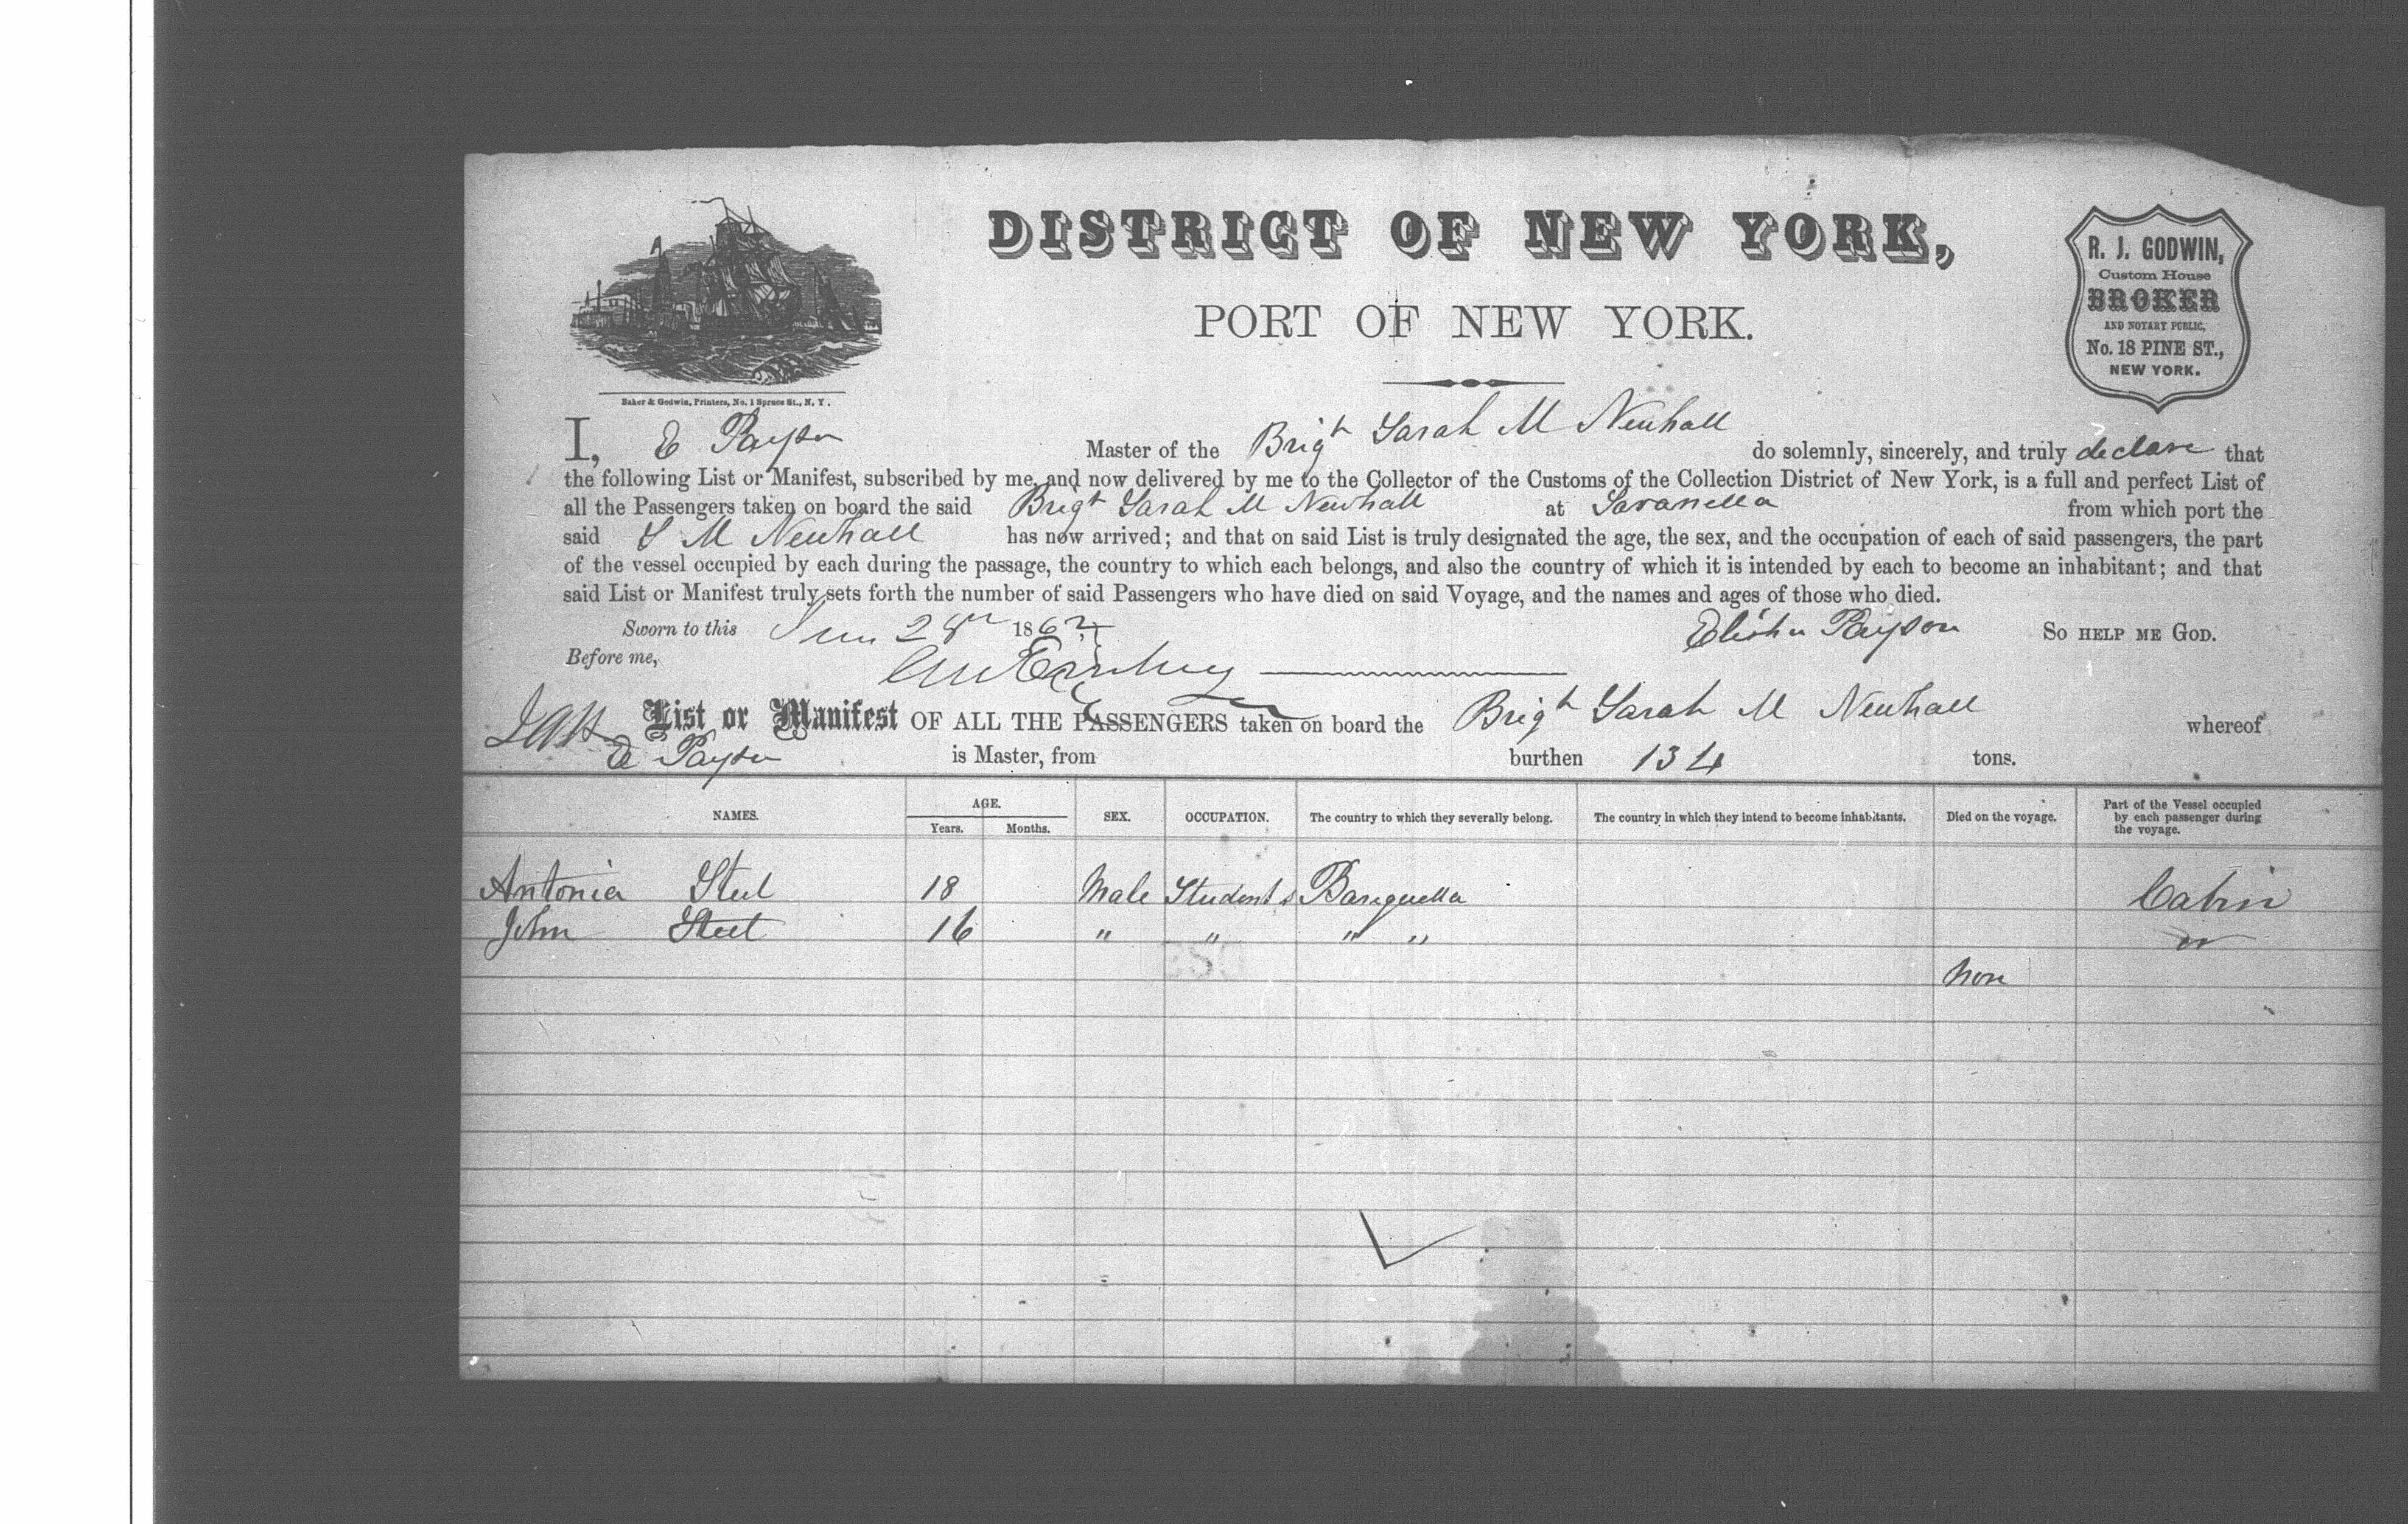 DISTRICT OF NEW YORK,
PORT OF NEW YORK.
R. J. GODWIN,
Custom House
BROKER
AND NOTARY PUBLIC,
No. 18 PINE ST.,
NEW YORK.
Baker & Godwin, Printers, No. 1 Spruce St., N. Y.
I, E Payson Master of the Brigt Sarah M Newhall do solemnly, sincerely, and truly declare that
the following List or Manifest, subscribed by me, and now delivered by me to the Collector of the Customs of the Collection District of New York, is a full and perfect List of
all the Passengers taken on board the said Brigt Sarah M Newhall at Savanella from which port the
said S M Newhall has now arrived; and that on said List is truly designated the age, the sex, and the occupation of each of said passengers, the part
of the vessel occupied by each during the passage, the country to which each belongs, and also the country of which it is intended by each to become an inhabitant; and that
said List or Manifest truly sets forth the number of said Passengers who have died on said Voyage, and the names and ages of those who died.
Sworn to this 186 Elisha Payson SO HELP ME GOD.
Before me,
List or Manifest OF ALL THE PASSENGERS taken on board the Brigt Sarah M Newhall whereof
E Payson is Master, from burthen 134 tons.
NAMES. AGE. Years. Months. SEX. OCCUPATION. The country to which they severally belong. The country in which they intend to become inhabitants. Died on the voyage. Part of the Vessel occupied by each passenger during the voyage.
Antonia Steel 18 Male Students Banquella Cabin
John Steel 16 " " " "
Non